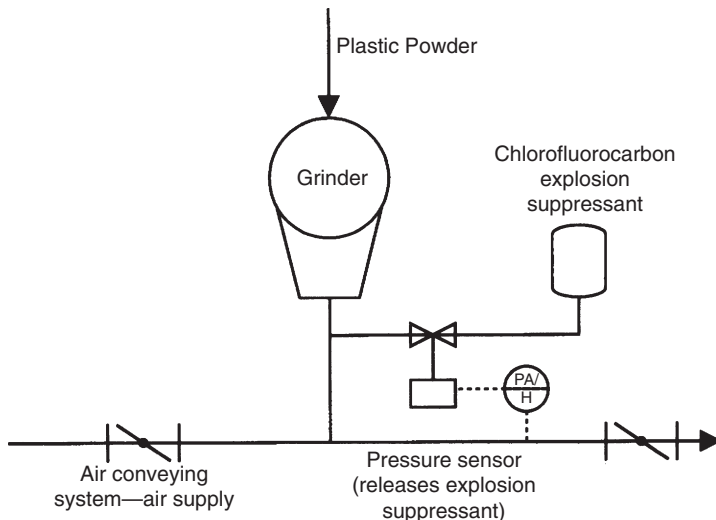 Plastic Powder
Grinder
Chlorofluorocarbon
explosion
suppressant
PA/
H
Air conveying
system—air supply
Pressure sensor
(releases explosion
suppressant)